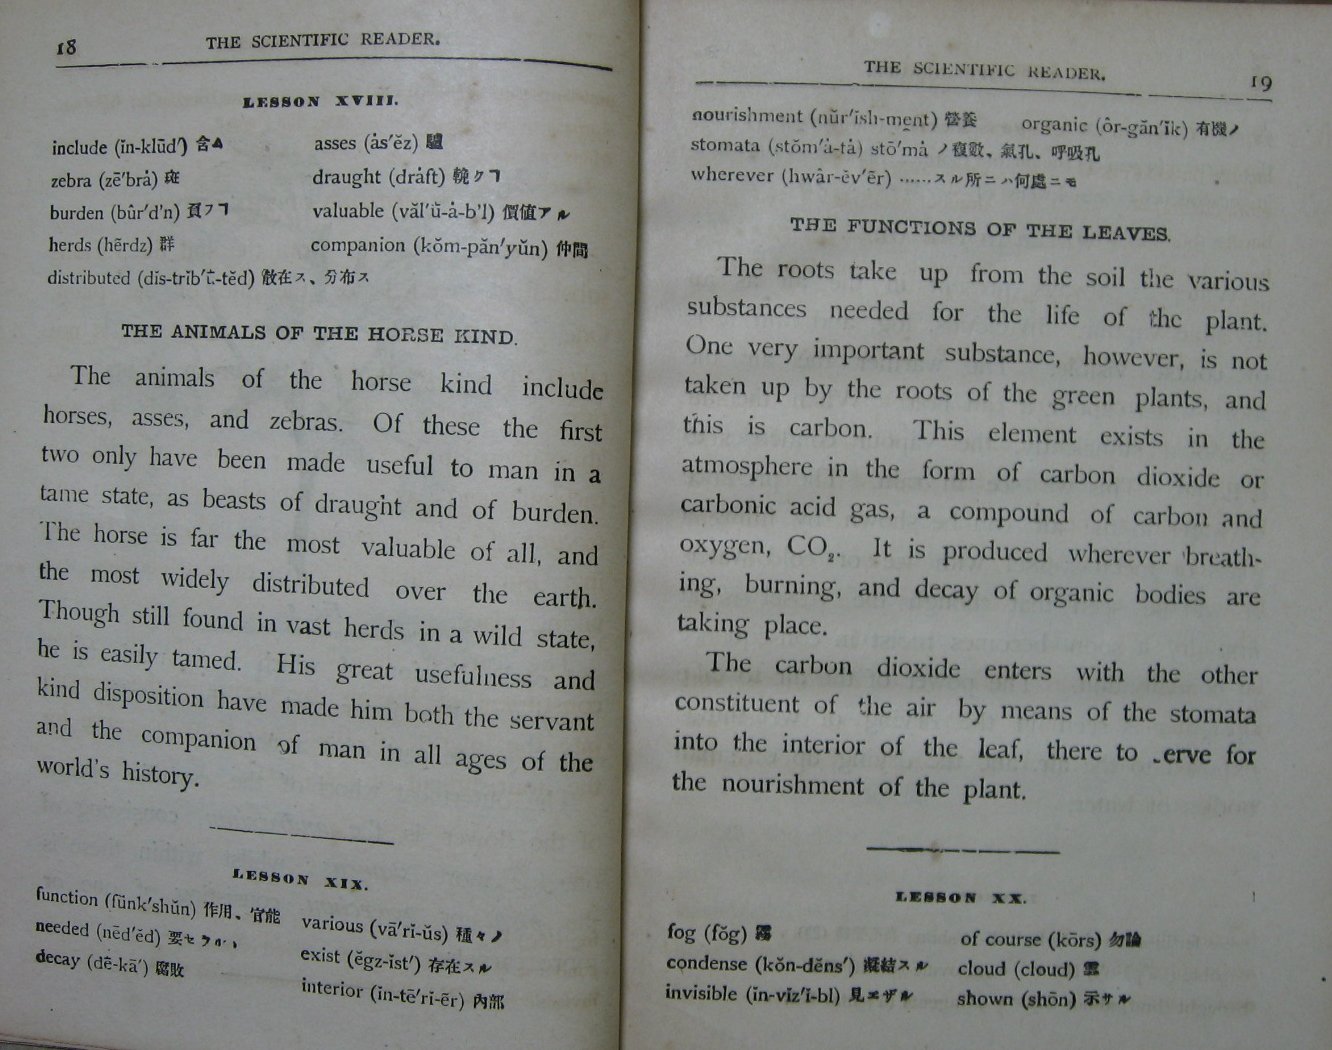 18
THE SCIENTIFIC READER.
LESSON XVIII.
include (ĭn-klūd′) 含ム
asses (ȧs′ĕz) 驢
zebra (zē′brȧ) 斑
draught (drȧft) 輓クヿ
burden (bûr′d'n) 負フヿ
valuable (văl′ū-ȧ-b'l) 價値アル
herds (hẽrdz) 群
companion (kŏm-păn′yŭn) 仲間
distributed (dis-trĭb′ū-tĕd) 散在ス、分布ス
THE ANIMALS OF THE HORSE KIND.
The animals of the horse kind include
horses, asses, and zebras. Of these the first
two only have been made useful to man in a
tame state, as beasts of draught and of burden.
The horse is far the most valuable of all, and
the most widely distributed over the earth.
Though still found in vast herds in a wild state,
he is easily tamed. His great usefulness and
kind disposition have made him both the servant
and the companion of man in all ages of the
world's history.
LESSON XIX.
function (fŭnk′shŭn) 作用、官能
various (vā′ri-ŭs) 種々ノ
needed (nēd′ĕd)
exist (ĕgz-ĭst′) 存在スル
decay (dē-kā′) 腐敗
interior (ĭn-tē′rĭ-ẽr) 內部
THE SCIENTIFIC READER.
19
nourishment (nŭr′ĭsh-ment) 營養
organic (ôr-găn′ĭk) 有機ノ
stomata (stŏm′ȧ-tȧ) stō′mȧ ノ複數、氣孔、呼吸孔
wherever (hwâr-ĕv′ẽr) ......スル所ニハ何處ニモ
THE FUNCTIONS OF THE LEAVES.
The roots take up from the soil the various
substances needed for the life of the plant.
One very important substance, however, is not
taken up by the roots of the green plants, and
this is carbon. This element exists in the
atmosphere in the form of carbon dioxide or
carbonic acid gas, a compound of carbon and
oxygen, CO₂. It is produced wherever breath-
ing, burning, and decay of organic bodies are
taking place.
The carbon dioxide enters with the other
constituent of the air by means of the stomata
into the interior of the leaf, there to serve for
the nourishment of the plant.
LESSON XX.
fog (fŏg) 霧
of course (kōrs) 勿論
condense (kŏn-dĕns′) 凝結スル
cloud (cloud) 雲
invisible (ĭn-vĭz′ĭ-bl) 見エザル
shown (shōn) 示サル